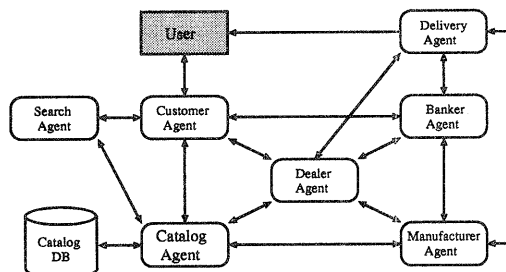 User
Delivery
Agent
Search
Agent
Customer
Agent
Banker
Agent
Dealer
Agent
Catalog
DB
Catalog
Agent
Manufacturer
Agent